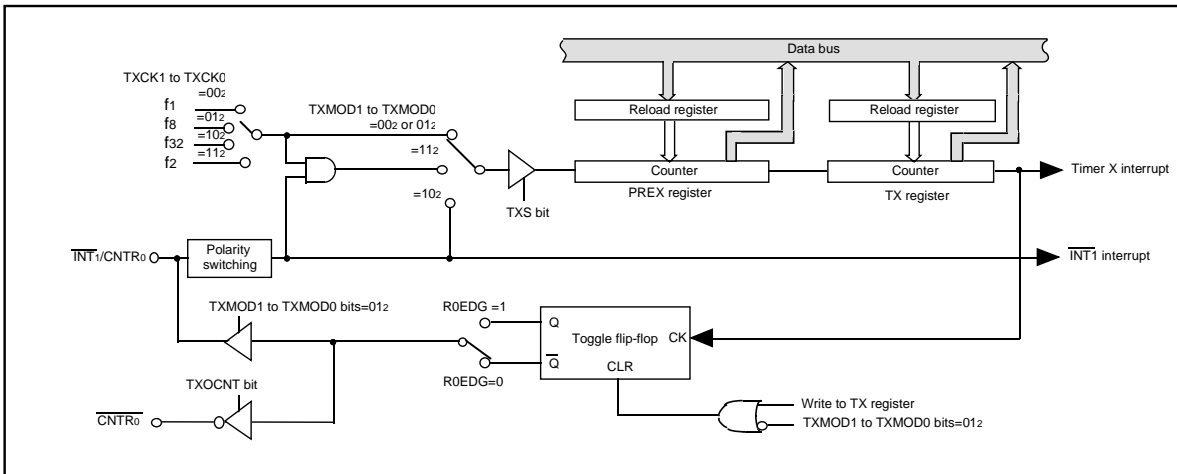 Data bus
TXCK1 to TXCK0
=002
f1
=012
f8
=102
f32
=112
f2
TXMOD1 to TXMOD0
=002 or 012
=112
=102
TXS bit
Reload register
Counter
PREX register
Reload register
Counter
TX register
Timer X interrupt
INT1/CNTR0
Polarity
switching
INT1 interrupt
TXMOD1 to TXMOD0 bits=012
R0EDG =1
Q
Toggle flip-flop
CK
Q
CLR
R0EDG=0
TXOCNT bit
CNTR0
Write to TX register
TXMOD1 to TXMOD0 bits=012